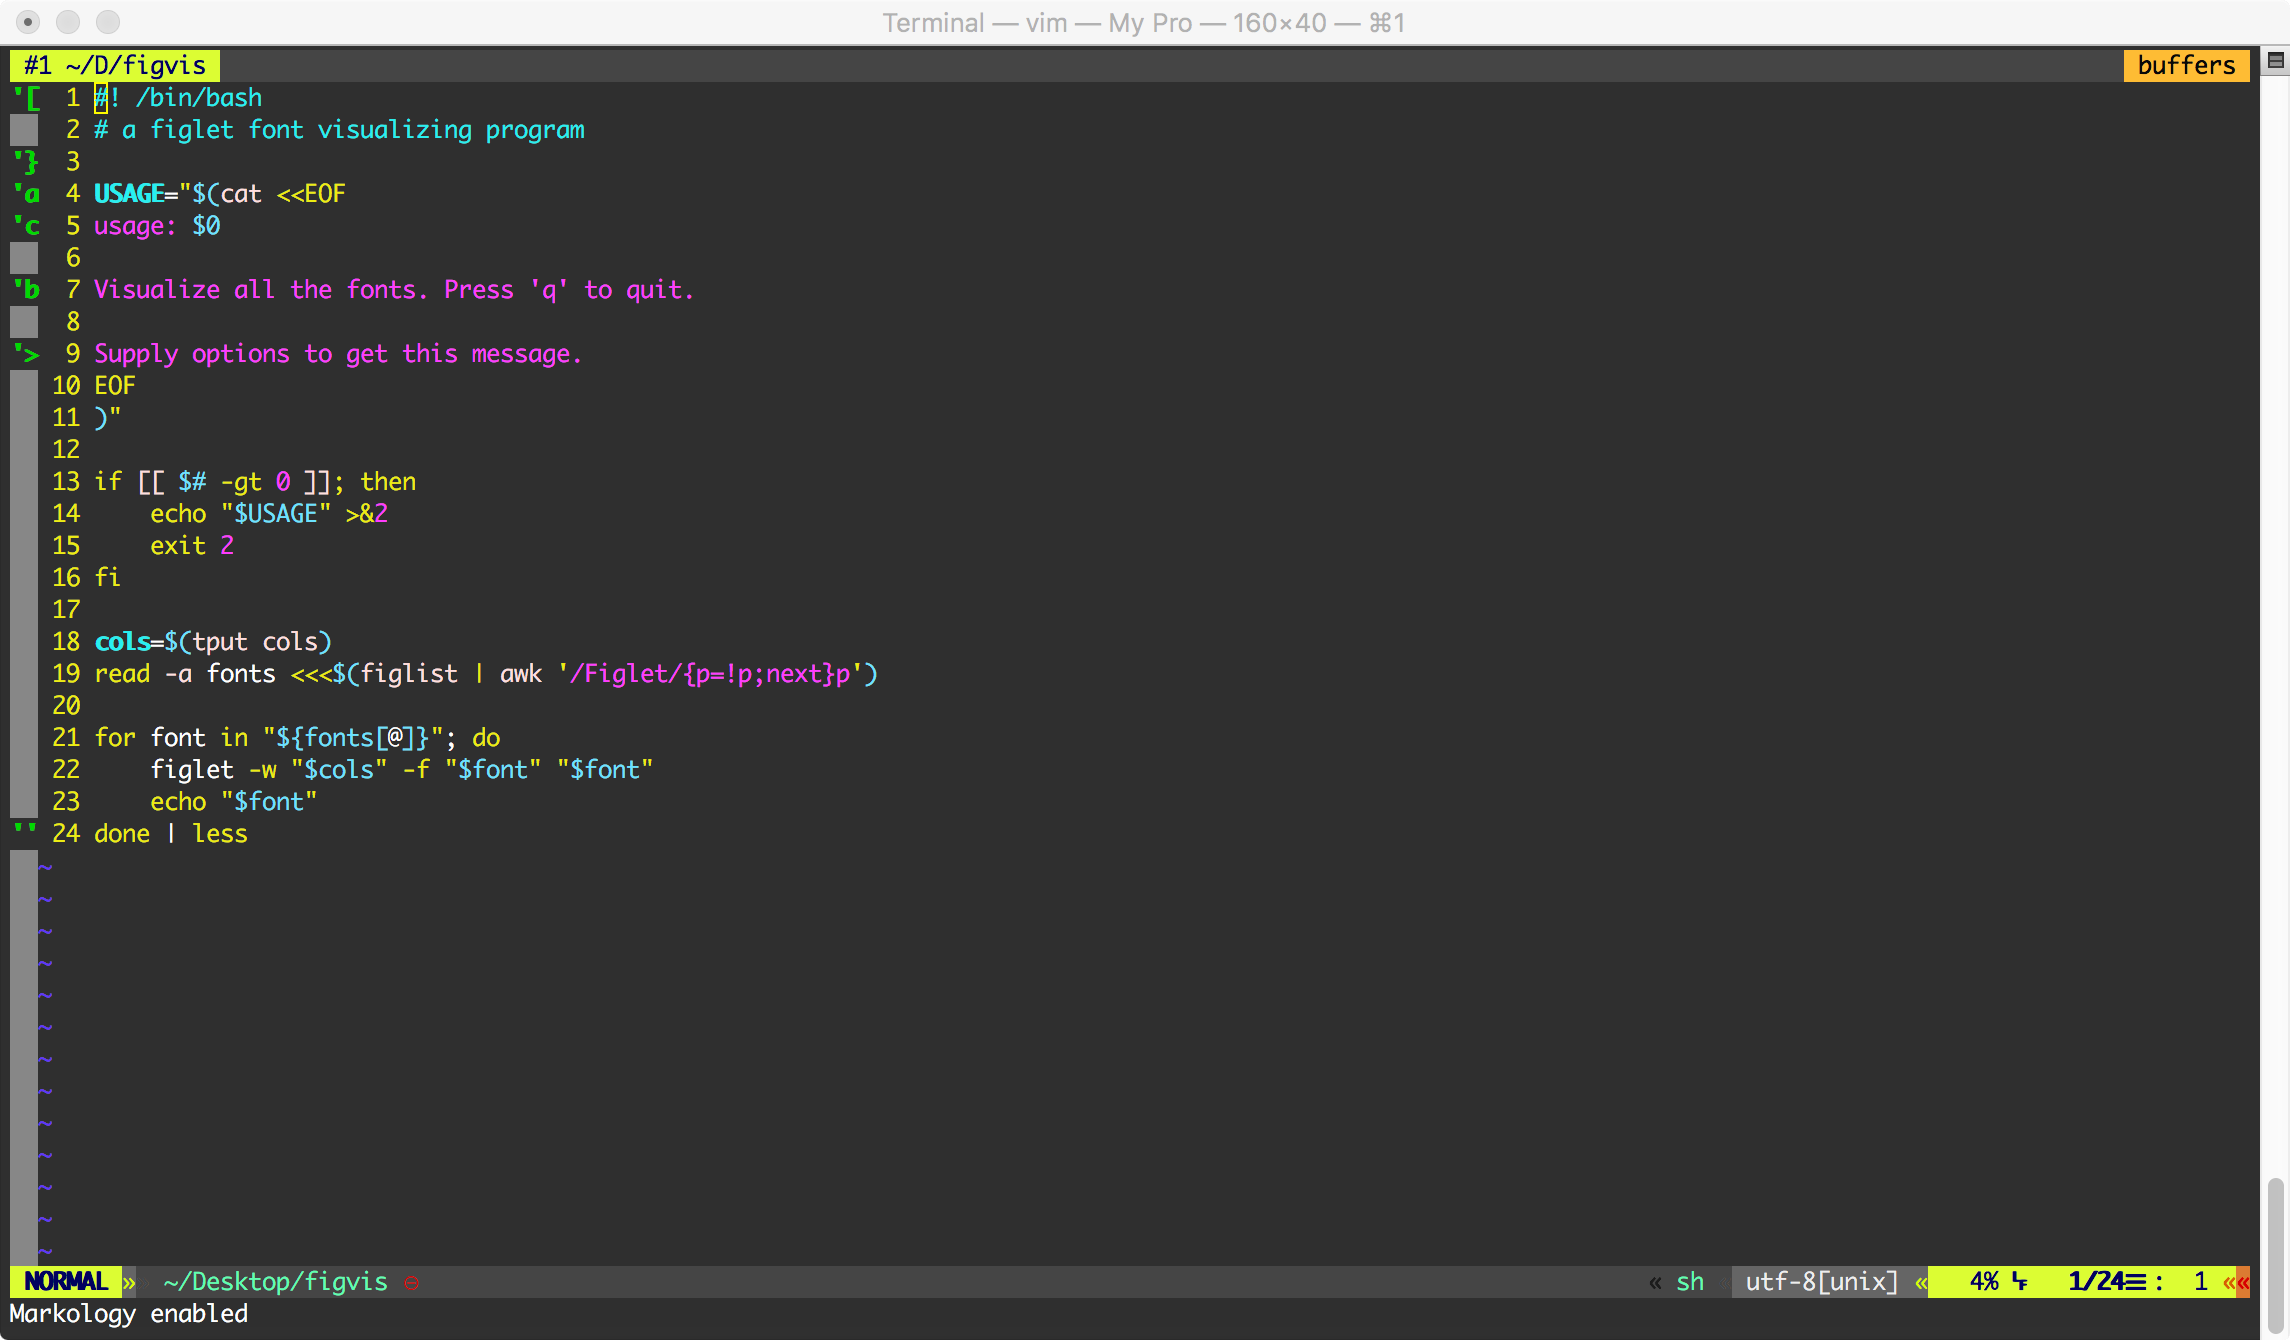 Terminal — vim — My Pro — 160×40 — ⌘1
#1 ~/D/figvis buffers
'[ 1 #! /bin/bash
2 # a figlet font visualizing program
'} 3
'a 4 USAGE="$(cat <<EOF
'c 5 usage: $0
6
'b 7 Visualize all the fonts. Press 'q' to quit.
8
'> 9 Supply options to get this message.
10 EOF
11 )"
12
13 if [[ $# -gt 0 ]]; then
14     echo "$USAGE" >&2
15     exit 2
16 fi
17
18 cols=$(tput cols)
19 read -a fonts <<<$(figlist | awk '/Figlet/{p=!p;next}p')
20
21 for font in "${fonts[@]}"; do
22     figlet -w "$cols" -f "$font" "$font"
23     echo "$font"
'' 24 done | less
~
~
~
~
~
~
~
~
~
~
~
~
~
NORMAL » ~/Desktop/figvis ⊖ « sh utf-8[unix] « 4% ␊ 1/24≡ : 1 ««
Markology enabled